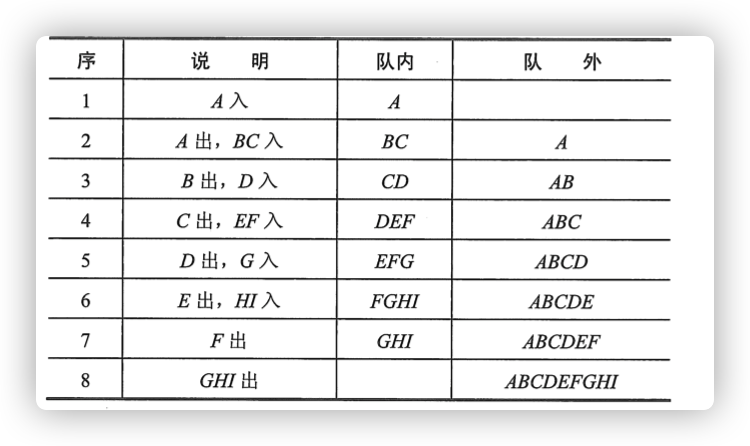 序 说 明 队内 队 外
1 A 入 A
2 A 出，BC 入 BC A
3 B 出，D 入 CD AB
4 C 出，EF 入 DEF ABC
5 D 出，G 入 EFG ABCD
6 E 出，HI 入 FGHI ABCDE
7 F 出 GHI ABCDEF
8 GHI 出 ABCDEFGHI